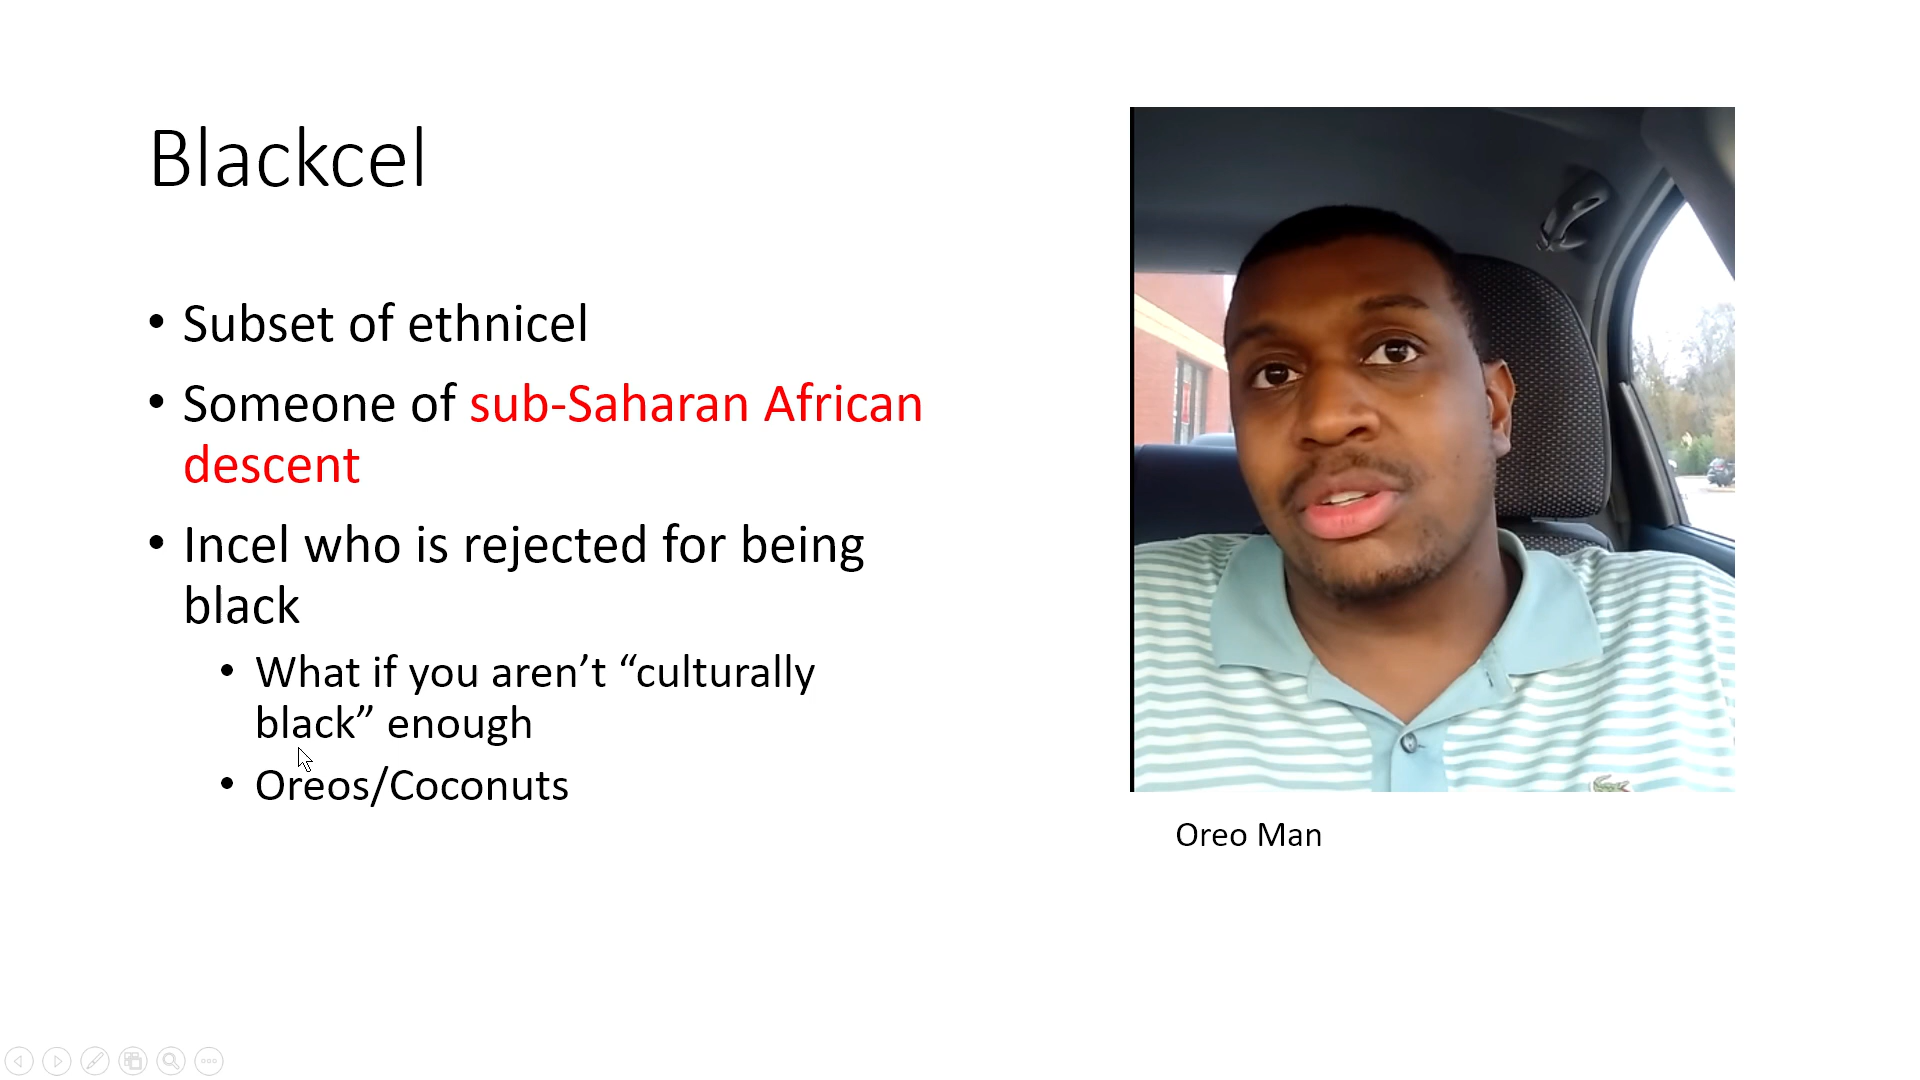 Blackcel
• Subset of ethnicel
• Someone of sub-Saharan African
descent
• Incel who is rejected for being
black
• What if you aren’t “culturally
black” enough
• Oreos/Coconuts
Oreo Man